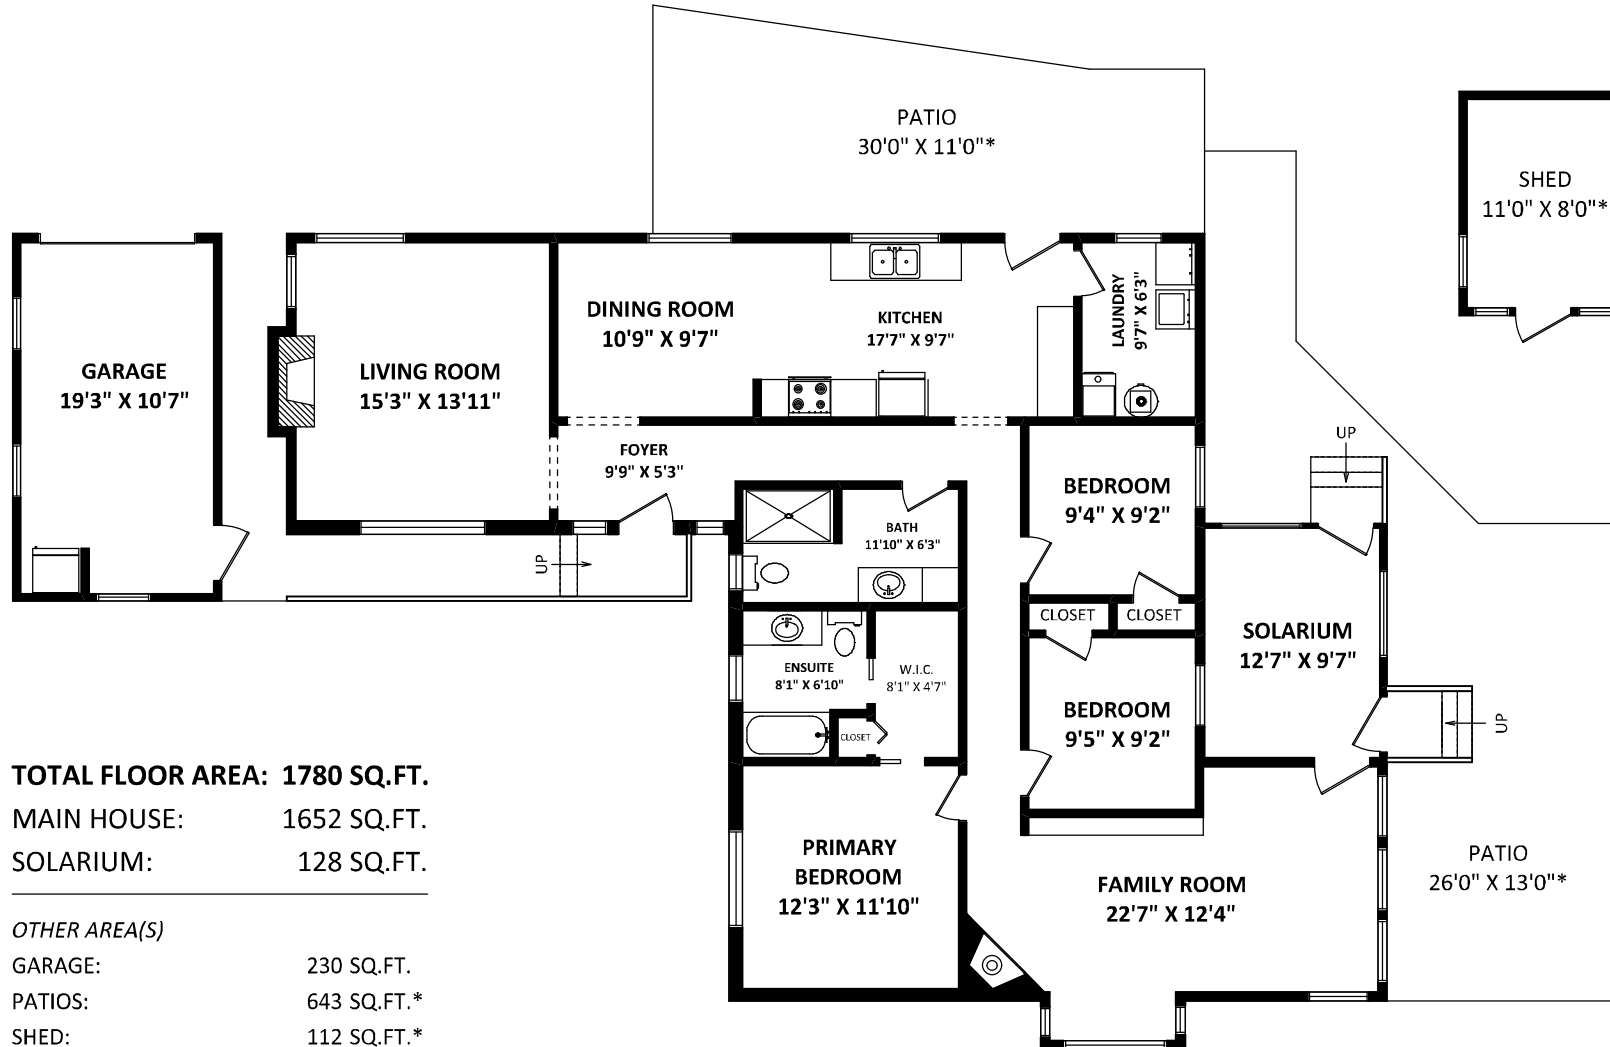 PATIO
30'0" X 11'0"*
SHED
11'0" X 8'0"*
GARAGE
19'3" X 10'7"
LIVING ROOM
15'3" X 13'11"
DINING ROOM
10'9" X 9'7"
KITCHEN
17'7" X 9'7"
LAUNDRY
9'7" X 6'3"
FOYER
9'9" X 5'3"
UP
BATH
11'10" X 6'3"
BEDROOM
9'4" X 9'2"
UP
CLOSET
CLOSET
SOLARIUM
12'7" X 9'7"
ENSUITE
8'1" X 6'10"
W.I.C.
8'1" X 4'7"
CLOSET
BEDROOM
9'5" X 9'2"
UP
PRIMARY
BEDROOM
12'3" X 11'10"
FAMILY ROOM
22'7" X 12'4"
PATIO
26'0" X 13'0"*
TOTAL FLOOR AREA: 1780 SQ.FT.
MAIN HOUSE: 1652 SQ.FT.
SOLARIUM: 128 SQ.FT.
OTHER AREA(S)
GARAGE: 230 SQ.FT.
PATIOS: 643 SQ.FT.*
SHED: 112 SQ.FT.*